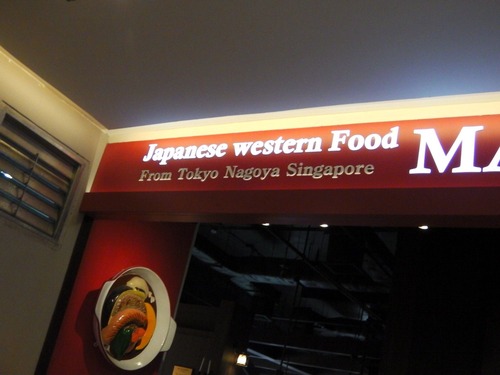 Japanese western Food
From Tokyo Nagoya Singapore